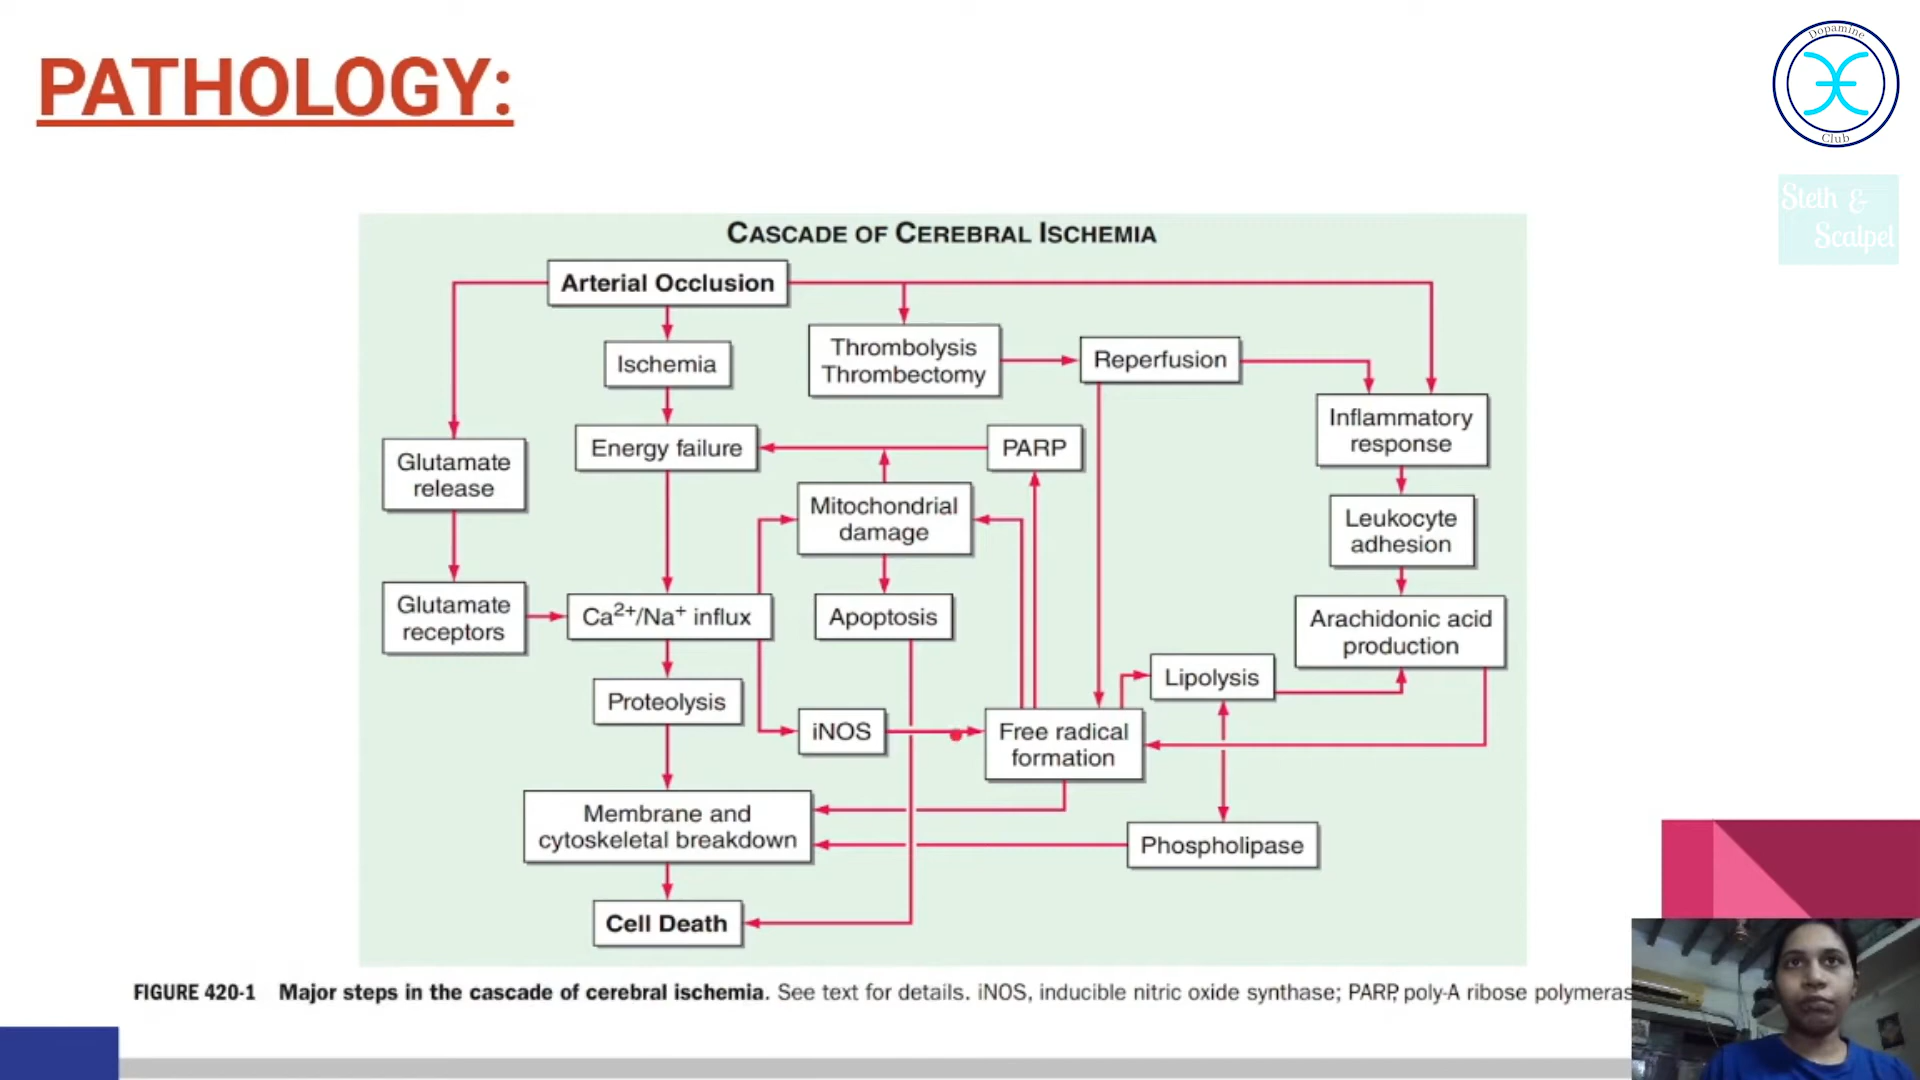 PATHOLOGY:
Dopamine
Club
Steth &
Scalpel
CASCADE OF CEREBRAL ISCHEMIA
Arterial Occlusion
Ischemia
Thrombolysis
Thrombectomy
Reperfusion
Inflammatory
response
Energy failure
PARP
Glutamate
release
Mitochondrial
damage
Leukocyte
adhesion
Glutamate
receptors
Ca2+/Na+ influx
Apoptosis
Arachidonic acid
production
Lipolysis
Proteolysis
iNOS
Free radical
formation
Membrane and
cytoskeletal breakdown
Phospholipase
Cell Death
FIGURE 420-1 Major steps in the cascade of cerebral ischemia. See text for details. iNOS, inducible nitric oxide synthase; PARP, poly-A ribose polymeras